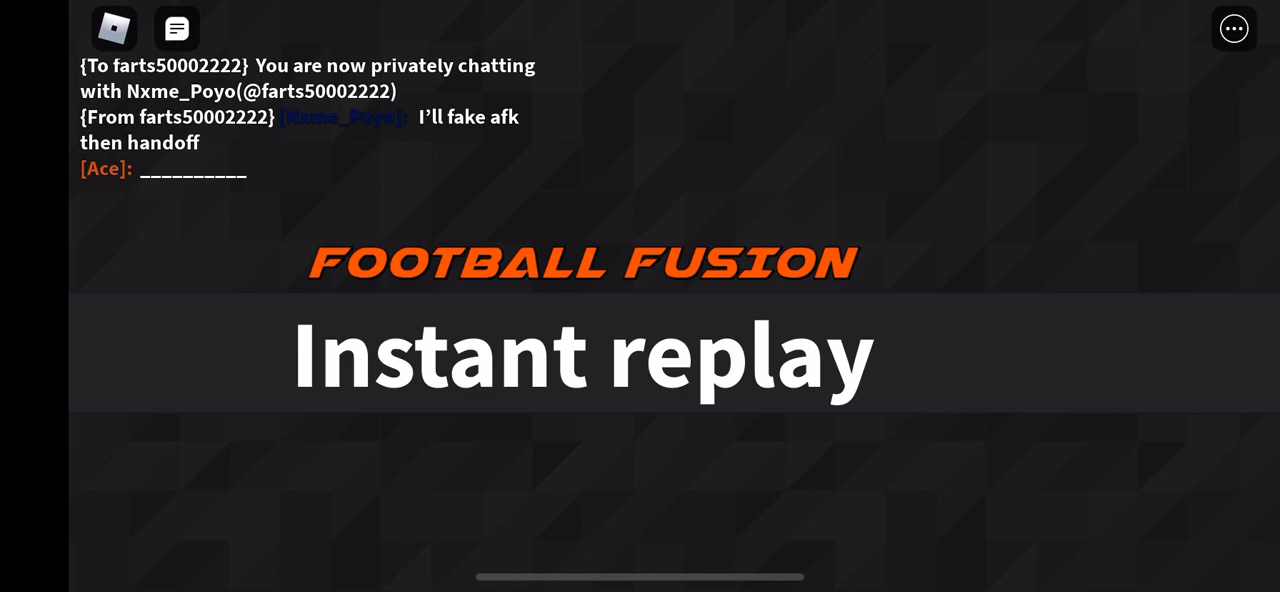 {To farts50002222} You are now privately chatting
with Nxme_Poyo(@farts50002222)
{From farts50002222} [Nxme_Poyo]: I’ll fake afk
then handoff
[Ace]: __________
FOOTBALL FUSION
Instant replay